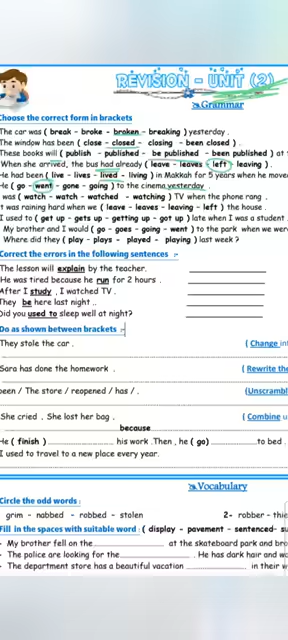 REVISION - UNIT (2)
Grammar
Choose the correct form in brackets
The car was ( break - broke - broken - breaking ) yesterday .
The window has been ( close - closed - closing - been closed ) .
These books will ( publish - published - be published - been published ) at
When she arrived, the bus had already ( leave - leaves - left - leaving ) .
He had been ( live - lives - lived - living ) in Makkah for 5 years when he move
He ( go - went - gone - going ) to the cinema yesterday .
was ( watch - watch - watched - watching ) TV when the phone rang .
t was raining hard when we ( leave - leaves - leaving - left ) the house .
I used to ( get up - gets up - getting up - got up ) late when I was a student .
My brother and I would ( go - goes - going - went ) to the park when we were
Where did they ( play - plays - played - playing ) last week ?
Correct the errors in the following sentences
The lesson will explain by the teacher.
He was tired because he run for 2 hours .
After I study , I watched TV .
They be here last night ..
Did you used to sleep well at night?
Do as shown between brackets :-
They stole the car . ( Change in
Sara has done the homework . ( Rewrite the
been / The store / reopened / has / . (Unscrambl
She cried . She lost her bag . ( Combine u
because
He ( finish ) his work .Then , he ( go) to bed .
I used to travel to a new place every year.
Vocabulary
Circle the odd words :
grim - nabbed - robbed - stolen 2- robber - thie
Fill in the spaces with suitable word : ( display - pavement - sentenced- su
My brother fell on the at the skateboard park and bro
The police are looking for the . He has dark hair and wa
The department store has a beautiful vacation in their w